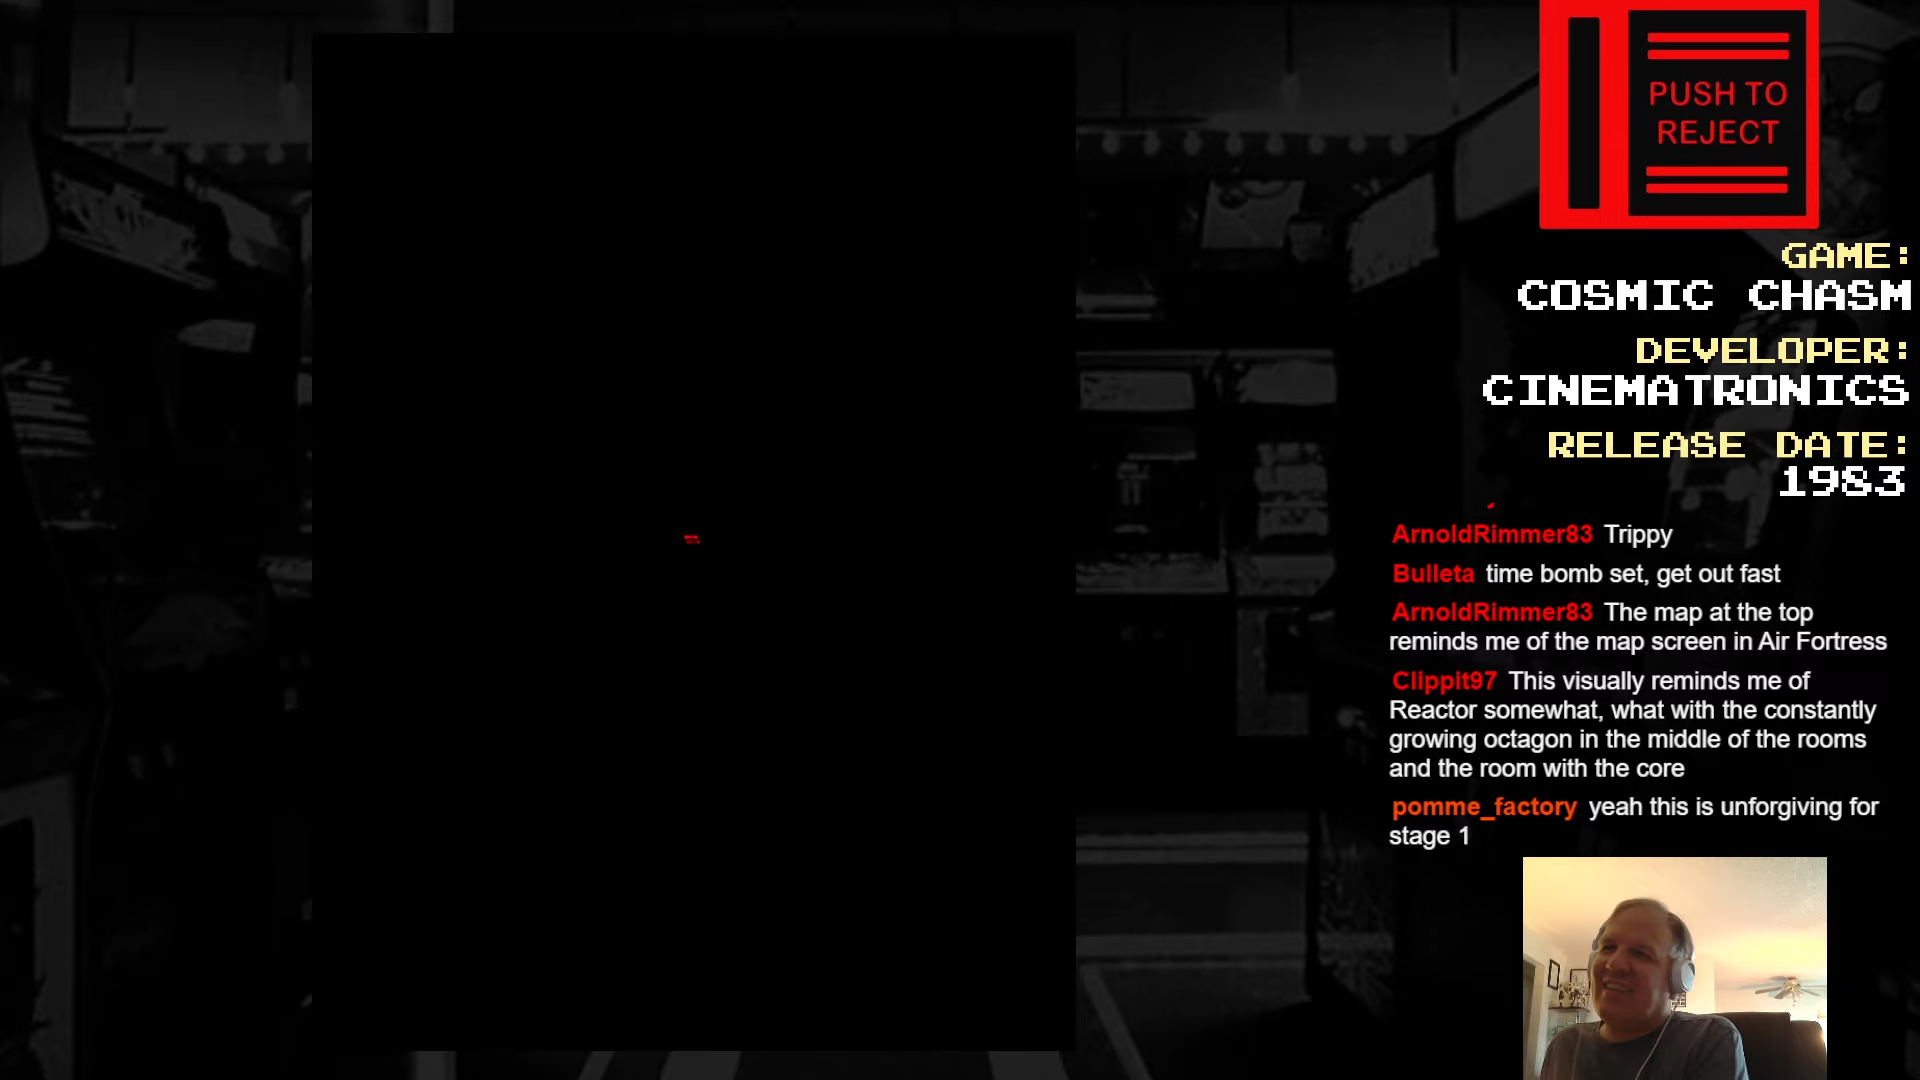 PUSH TO
REJECT
GAME:
COSMIC CHASM
DEVELOPER:
CINEMATRONICS
RELEASE DATE:
1983
ArnoldRimmer83 Trippy
Bulleta time bomb set, get out fast
ArnoldRimmer83 The map at the top
reminds me of the map screen in Air Fortress
Clippit97 This visually reminds me of
Reactor somewhat, what with the constantly
growing octagon in the middle of the rooms
and the room with the core
pomme_factory yeah this is unforgiving for
stage 1